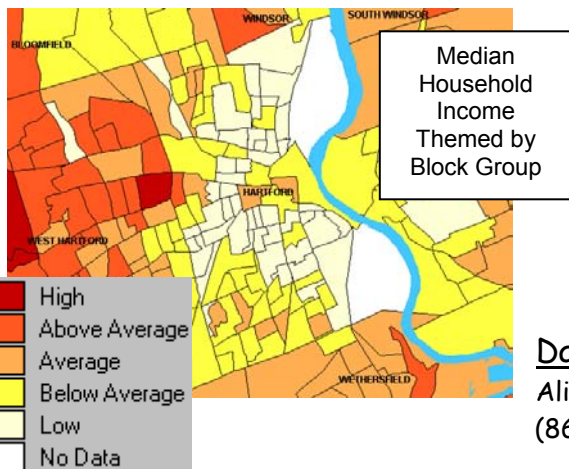 WINDSOR
SOUTH WINDSOR
BLOOMFIELD
Median
Household
Income
Themed by
Block Group
HARTFORD
WEST HARTFORD
WETHERSFIELD
High
Above Average
Average
Below Average
Low
No Data
Ali
(86